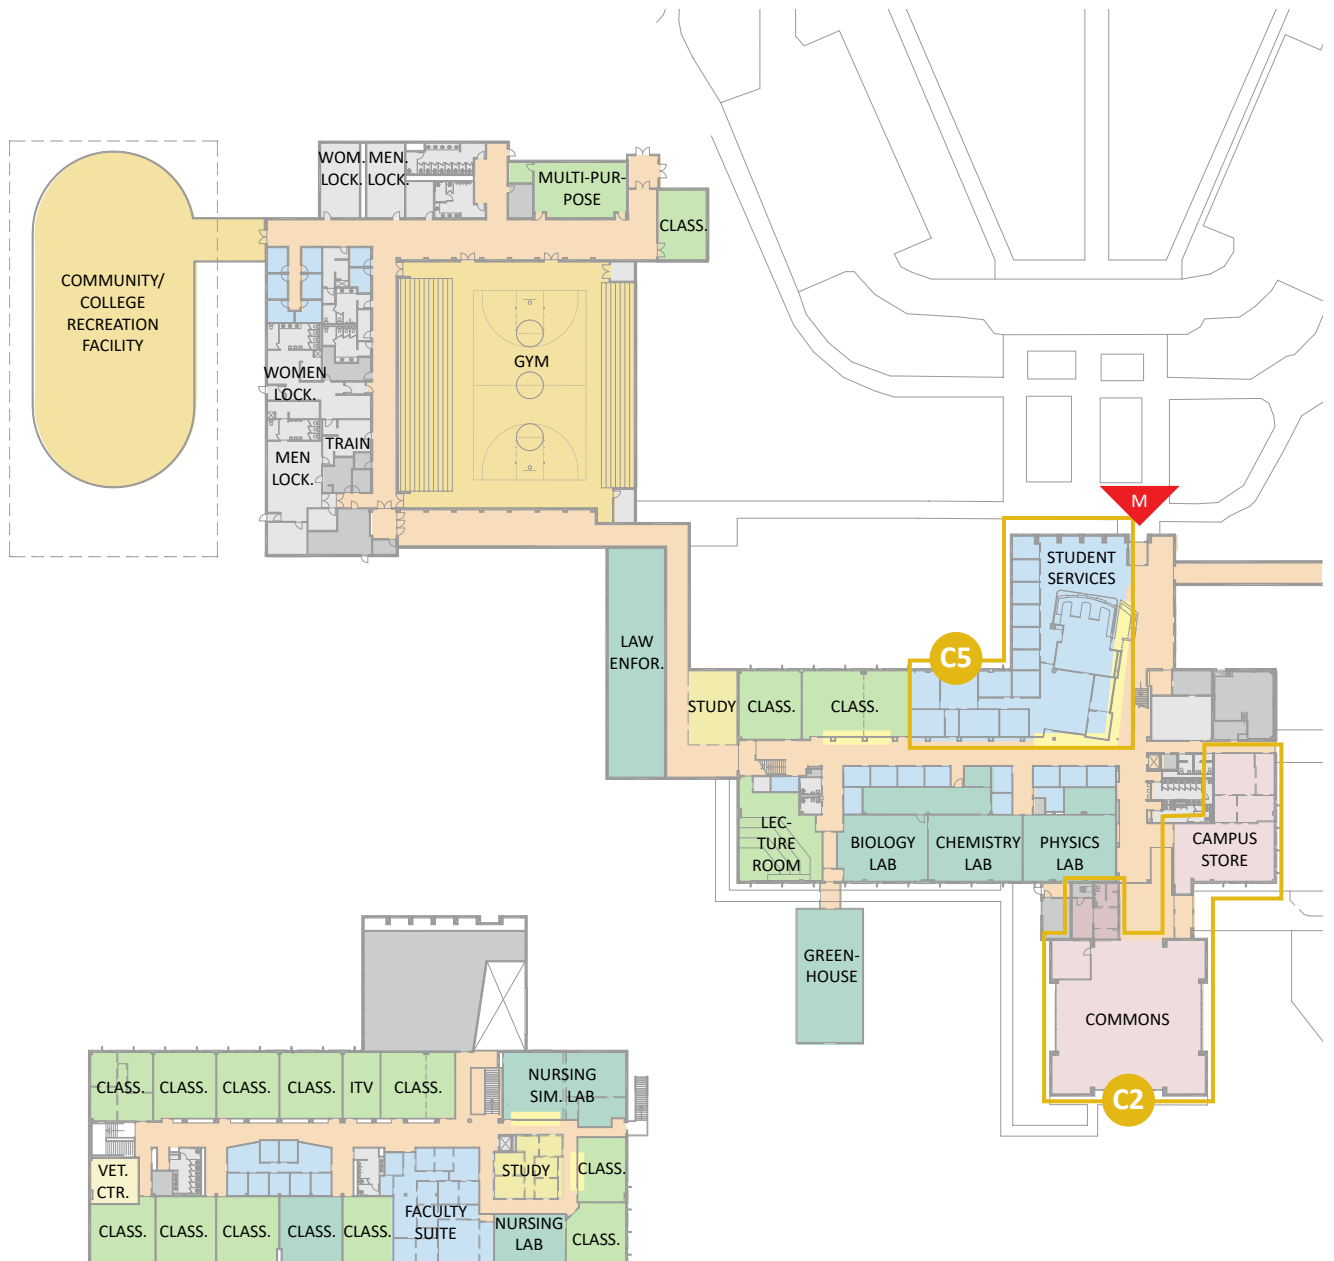 WOM. MEN.
LOCK. LOCK.
MULTI-PUR-
POSE
CLASS.
COMMUNITY/
COLLEGE
RECREATION
FACILITY
GYM
WOMEN
LOCK.
TRAIN
MEN
LOCK.
M
STUDENT
SERVICES
LAW
ENFOR.
C5
STUDY
CLASS.
CLASS.
LEC-
TURE
ROOM
BIOLOGY
LAB
CHEMISTRY
LAB
PHYSICS
LAB
CAMPUS
STORE
GREEN-
HOUSE
COMMONS
C2
CLASS.
CLASS.
CLASS.
CLASS.
ITV
CLASS.
NURSING
SIM. LAB
VET.
CTR.
STUDY
CLASS.
CLASS.
CLASS.
CLASS.
CLASS.
CLASS.
FACULTY
SUITE
NURSING
LAB
CLASS.